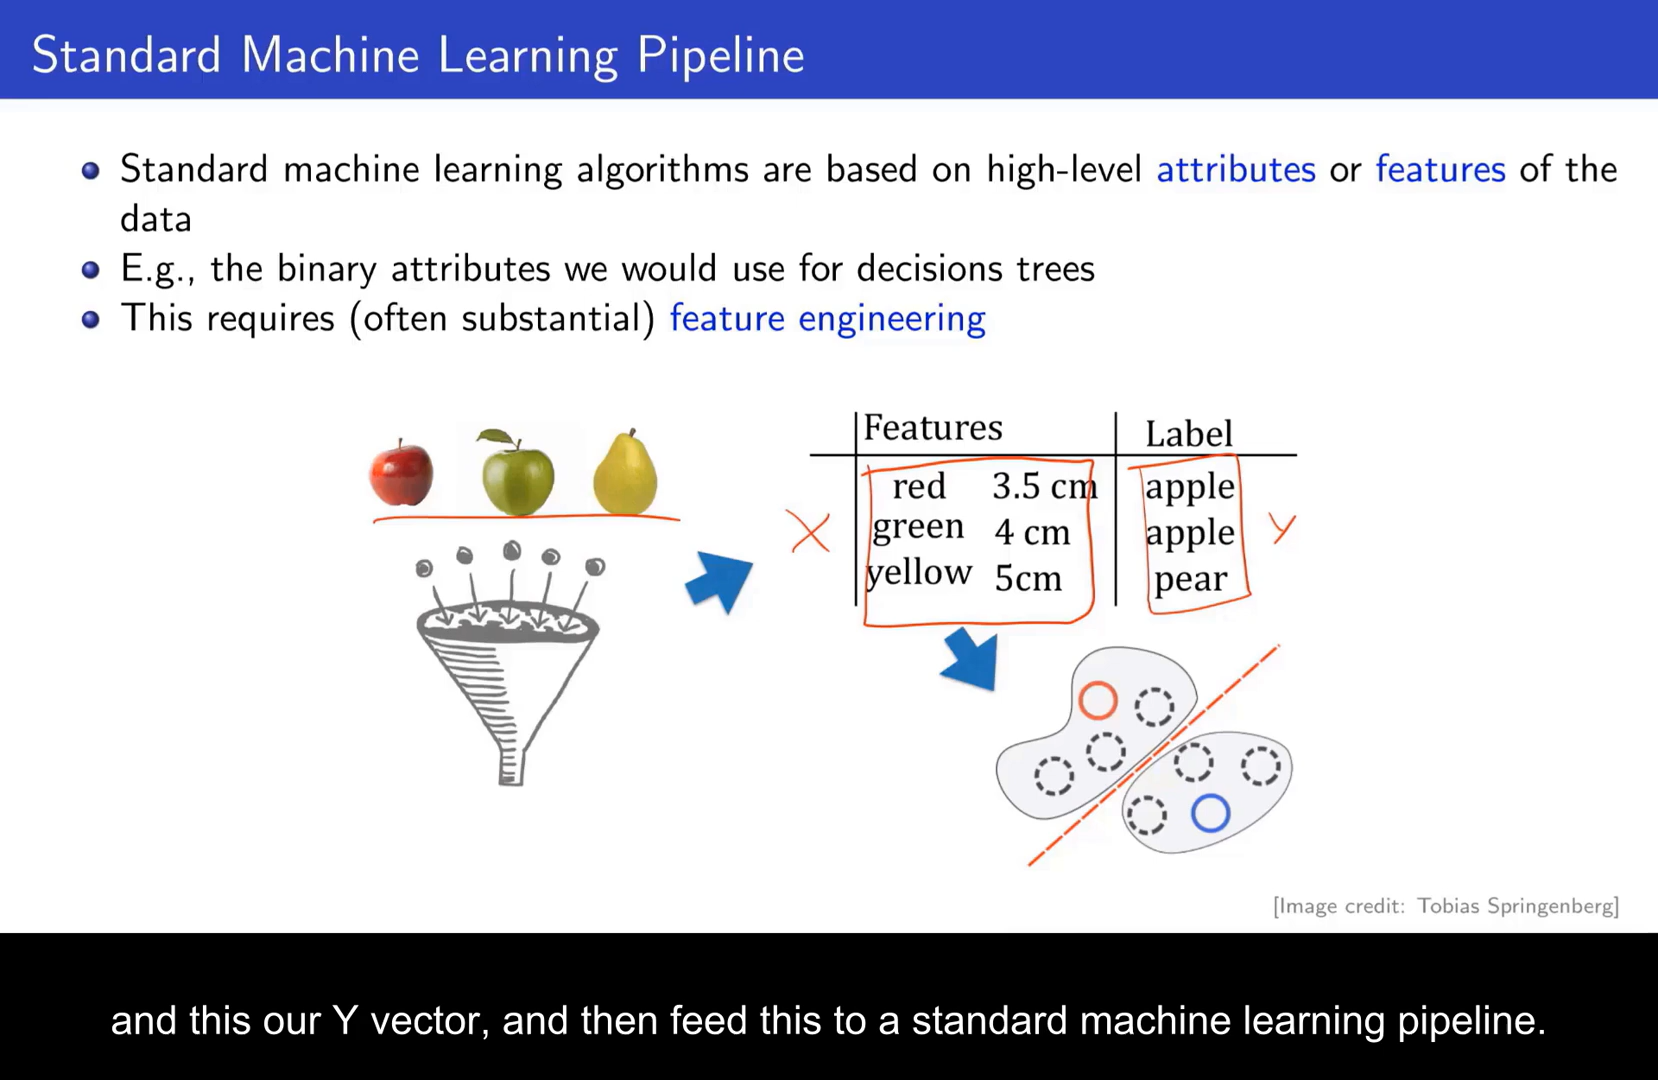 Standard Machine Learning Pipeline
Standard machine learning algorithms are based on high-level attributes or features of the
data
E.g., the binary attributes we would use for decisions trees
This requires (often substantial) feature engineering
Features Label
red 3.5 cm apple
X green 4 cm apple Y
yellow 5cm pear
[Image credit: Tobias Springenberg]
and this our Y vector, and then feed this to a standard machine learning pipeline.